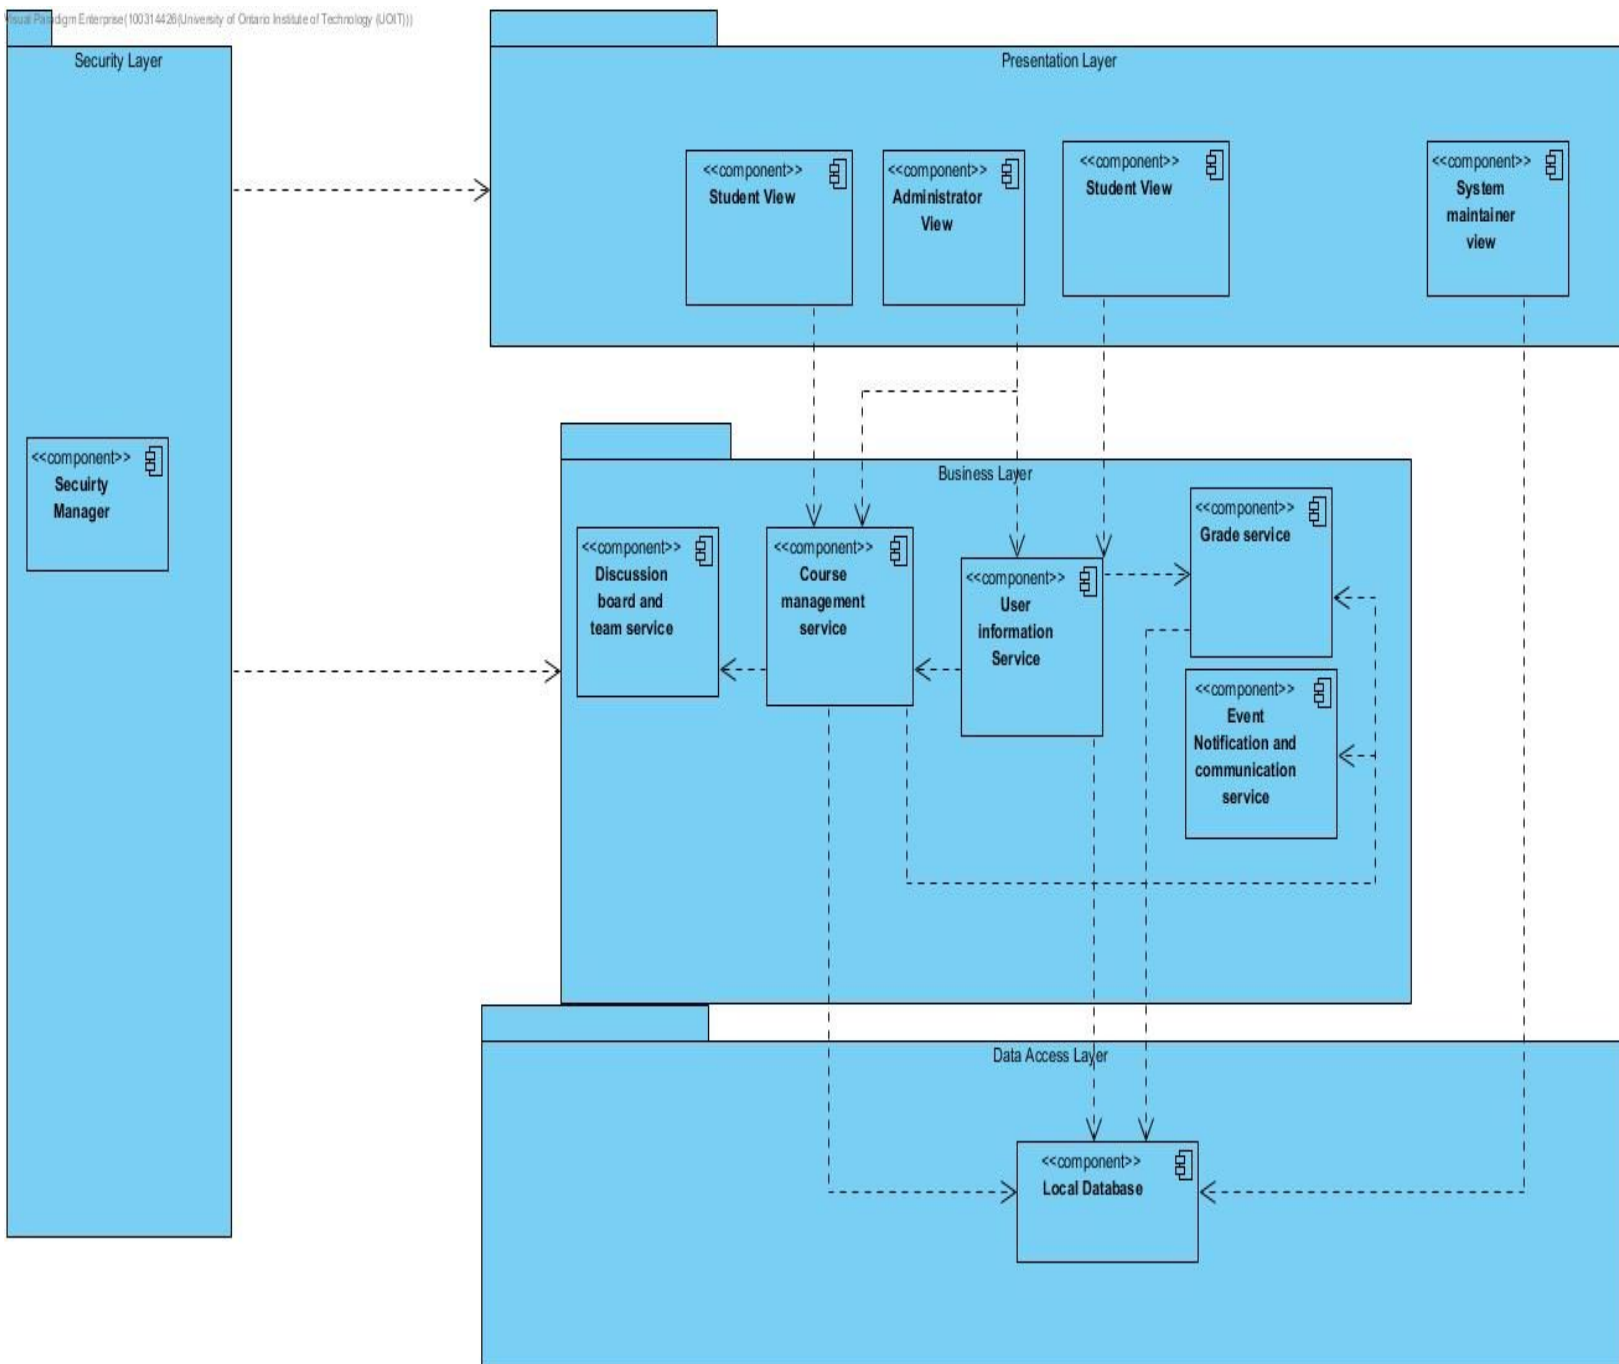 Visual Paradigm Enterprise(100314426(University of Ontario Institute of Technology (UOIT)))
Security Layer
Presentation Layer
<<component>>
Student View
<<component>>
Administrator
View
<<component>>
Student View
<<component>>
System
maintainer
view
<<component>>
Secuirty
Manager
Business Layer
<<component>>
Discussion
board and
team service
<<component>>
Course
management
service
<<component>>
User
information
Service
<<component>>
Grade service
<<component>>
Event
Notification and
communication
service
Data Access Layer
<<component>>
Local Database